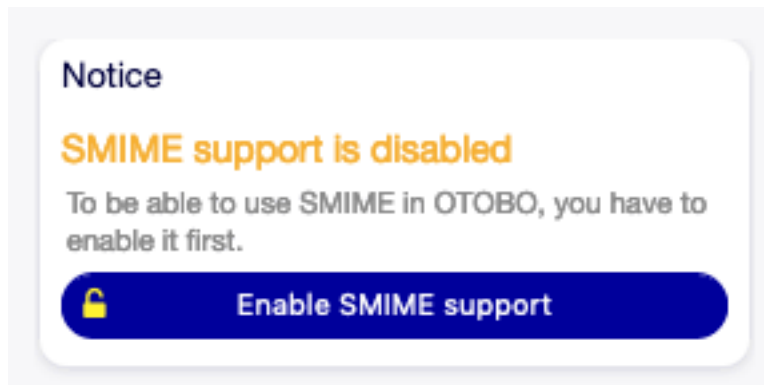 Notice
SMIME support is disabled
To be able to use SMIME in OTOBO, you have to
enable it first.
Enable SMIME support